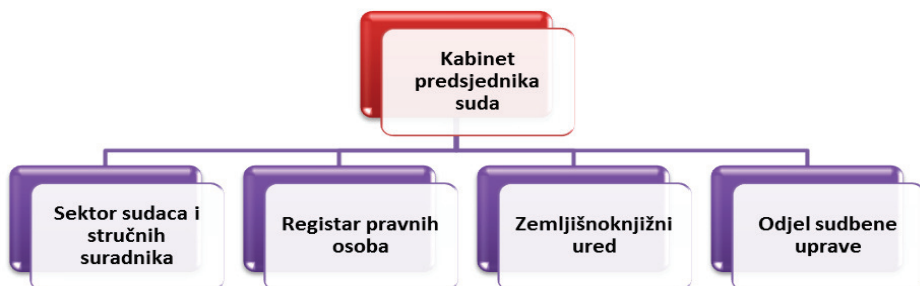 Kabinet
predsjednika
suda
Sektor sudaca i
stručnih
suradnika
Registar pravnih
osoba
Zemljišnoknjižni
ured
Odjel sudbene
uprave